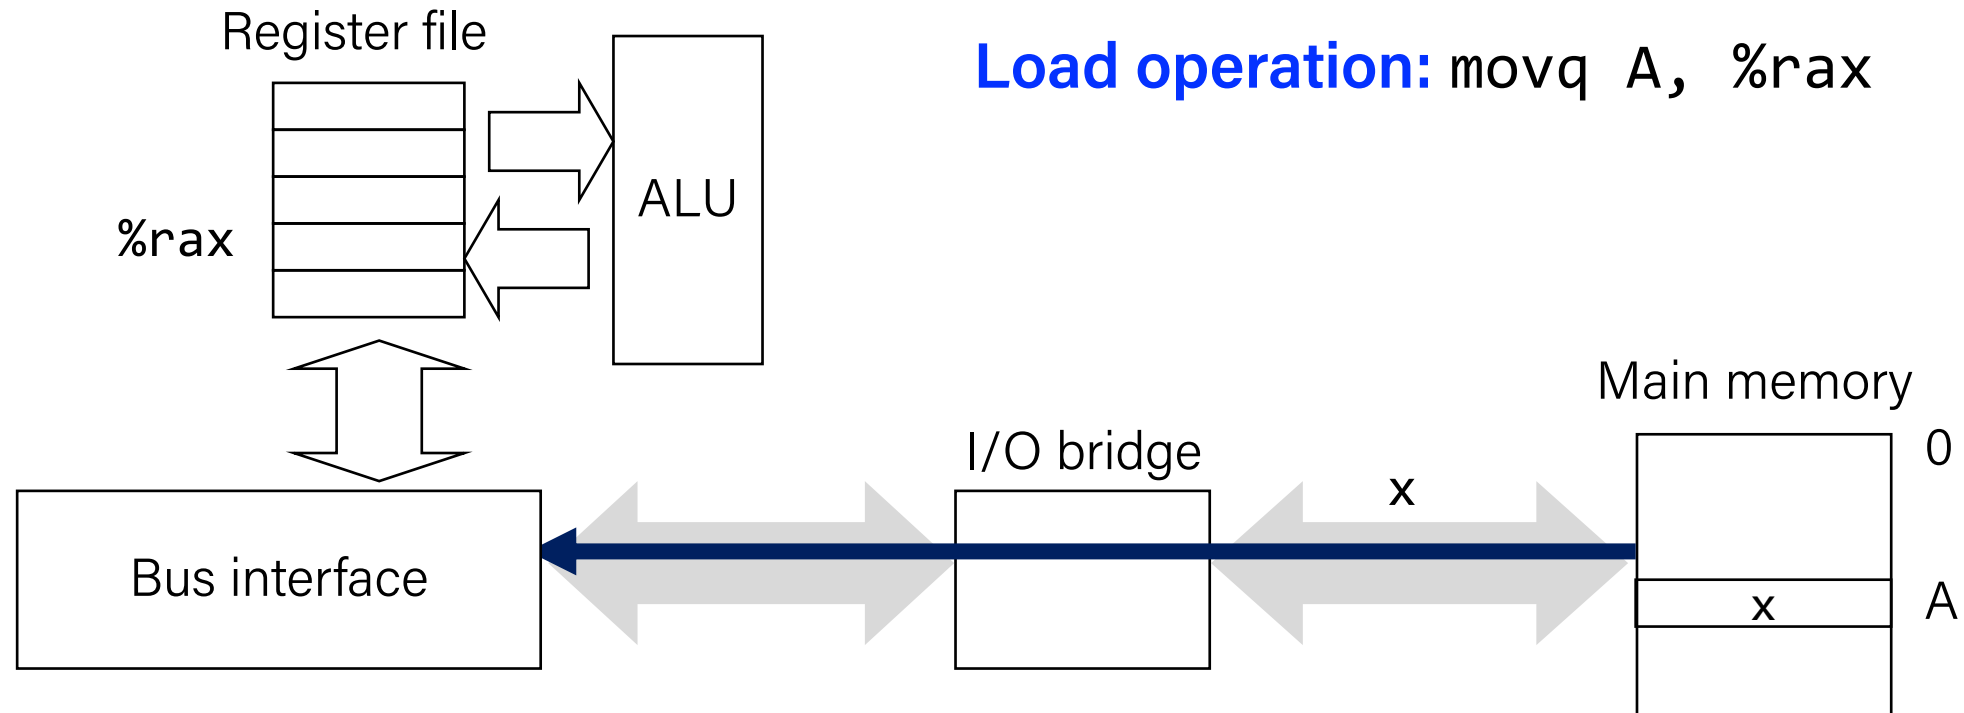 Register file
Load operation: movq A, %rax
ALU
%rax
Main memory
I/O bridge
0
x
Bus interface
x
A